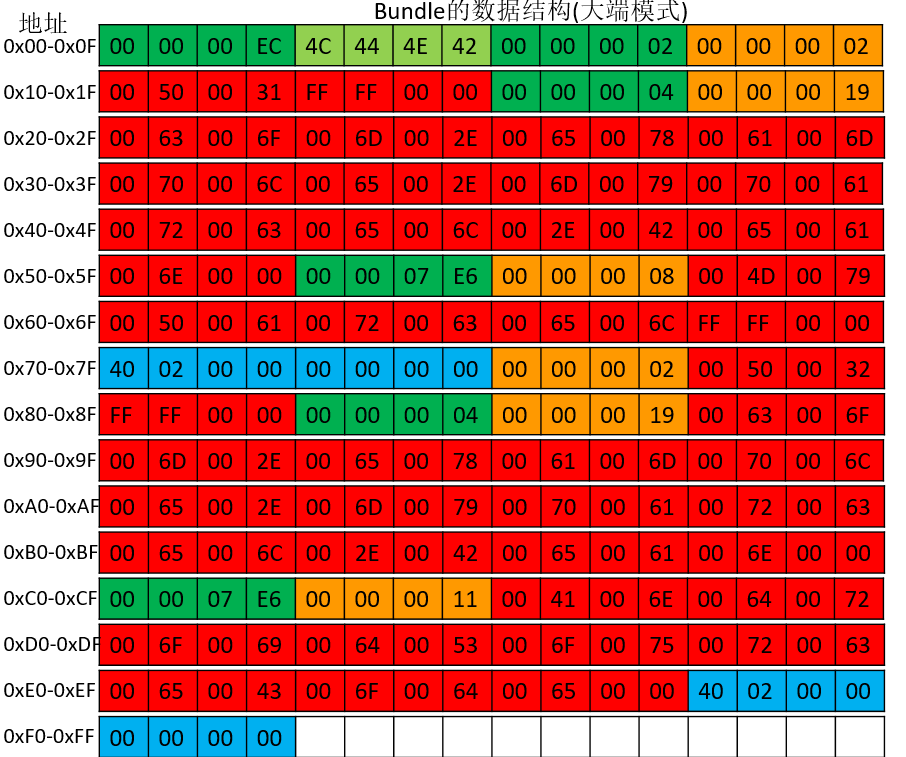 Bundle的数据结构(大端模式)
地址
0x00-0x0F 00 00 00 EC 4C 44 4E 42 00 00 00 02 00 00 00 02
0x10-0x1F 00 50 00 31 FF FF 00 00 00 00 00 04 00 00 00 19
0x20-0x2F 00 63 00 6F 00 6D 00 2E 00 65 00 78 00 61 00 6D
0x30-0x3F 00 70 00 6C 00 65 00 2E 00 6D 00 79 00 70 00 61
0x40-0x4F 00 72 00 63 00 65 00 6C 00 2E 00 42 00 65 00 61
0x50-0x5F 00 6E 00 00 00 00 07 E6 00 00 00 08 00 4D 00 79
0x60-0x6F 00 50 00 61 00 72 00 63 00 65 00 6C FF FF 00 00
0x70-0x7F 40 02 00 00 00 00 00 00 00 00 00 02 00 50 00 32
0x80-0x8F FF FF 00 00 00 00 00 04 00 00 00 19 00 63 00 6F
0x90-0x9F 00 6D 00 2E 00 65 00 78 00 61 00 6D 00 70 00 6C
0xA0-0xAF 00 65 00 2E 00 6D 00 79 00 70 00 61 00 72 00 63
0xB0-0xBF 00 65 00 6C 00 2E 00 42 00 65 00 61 00 6E 00 00
0xC0-0xCF 00 00 07 E6 00 00 00 11 00 41 00 6E 00 64 00 72
0xD0-0xDF 00 6F 00 69 00 64 00 53 00 6F 00 75 00 72 00 63
0xE0-0xEF 00 65 00 43 00 6F 00 64 00 65 00 00 40 02 00 00
0xF0-0xFF 00 00 00 00